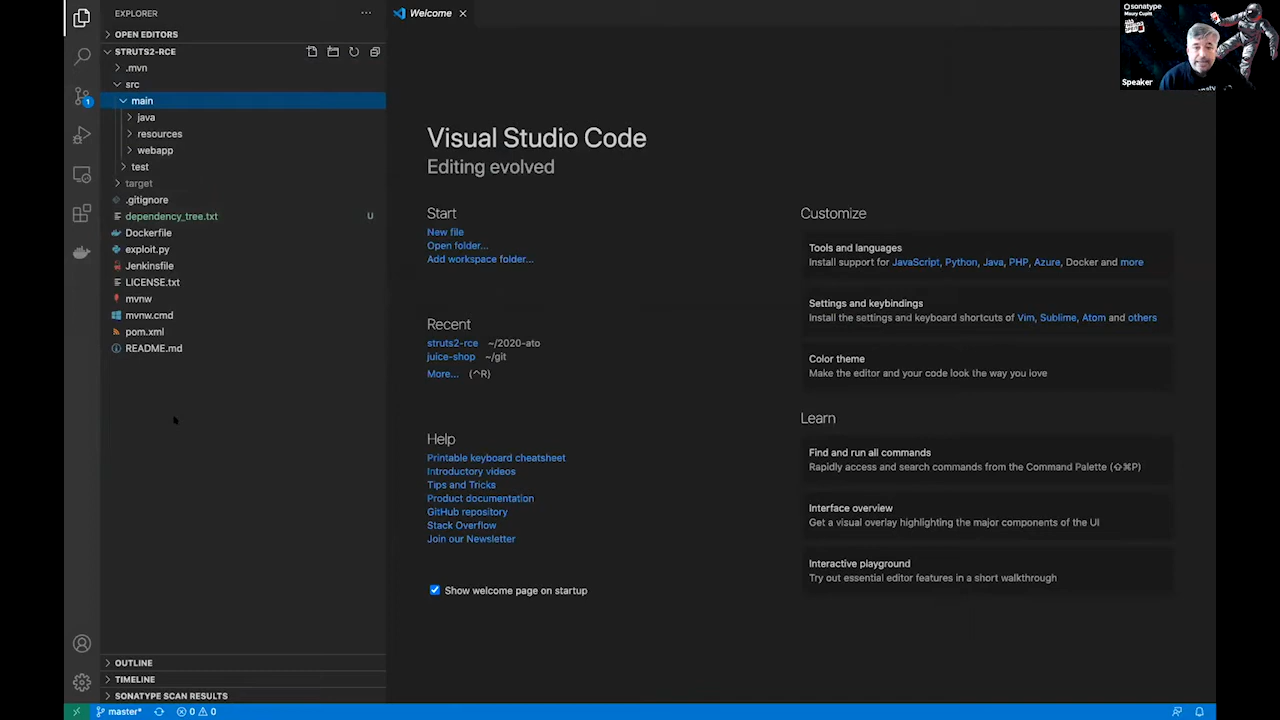 EXPLORER
OPEN EDITORS
STRUTS2-RCE
.mvn
src
main
java
resources
webapp
test
target
.gitignore
dependency_tree.txt U
Dockerfile
exploit.py
Jenkinsfile
LICENSE.txt
mvnw
mvnw.cmd
pom.xml
README.md
OUTLINE
TIMELINE
SONATYPE SCAN RESULTS
1
master*
0 0
Welcome
Visual Studio Code
Editing evolved
Start
New file
Open folder...
Add workspace folder...
Recent
struts2-rce ~/2020-ato
juice-shop ~/git
More... (^R)
Help
Printable keyboard cheatsheet
Introductory videos
Tips and Tricks
Product documentation
GitHub repository
Stack Overflow
Join our Newsletter
Show welcome page on startup
Customize
Tools and languages
Install support for JavaScript, Python, Java, PHP, Azure, Docker and more
Settings and keybindings
Install the settings and keyboard shortcuts of Vim, Sublime, Atom and others
Color theme
Make the editor and your code look the way you love
Learn
Find and run all commands
Rapidly access and search commands from the Command Palette (⇧⌘P)
Interface overview
Get a visual overlay highlighting the major components of the UI
Interactive playground
Try out essential editor features in a short walkthrough
sonatype
Maury Cupitt
Speaker